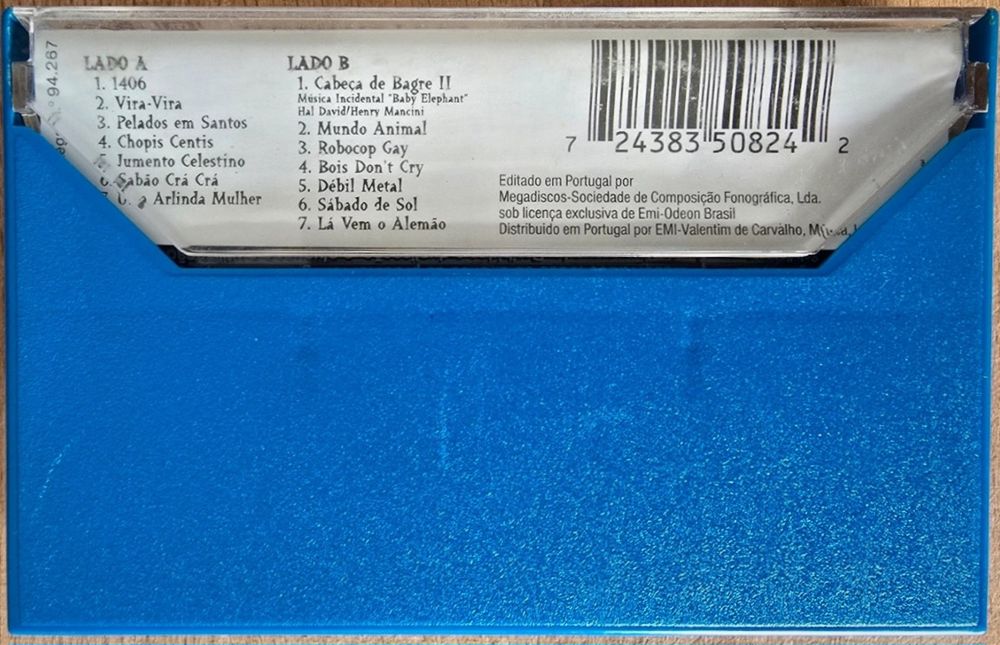 94.267
LADO A
1. 1406
2. Vira-Vira
3. Pelados em Santos
4. Chopis Centis
5. Jumento Celestino
6. Sabão Crá Crá
Arlinda Mulher
LADO B
1. Cabeça de Bagre II
Música Incidental "Baby Elephant"
Hal David/Henry Mancini
2. Mundo Animal
3. Robocop Gay
4. Bois Don't Cry
5. Débil Metal
6. Sábado de Sol
7. Lá Vem o Alemão
7 24383 50824 2
Editado em Portugal por
Megadiscos-Sociedade de Composição Fonográfica, Lda.
sob licença exclusiva de Emi-Odeon Brasil
Distribuido em Portugal por EMI-Valentim de Carvalho,